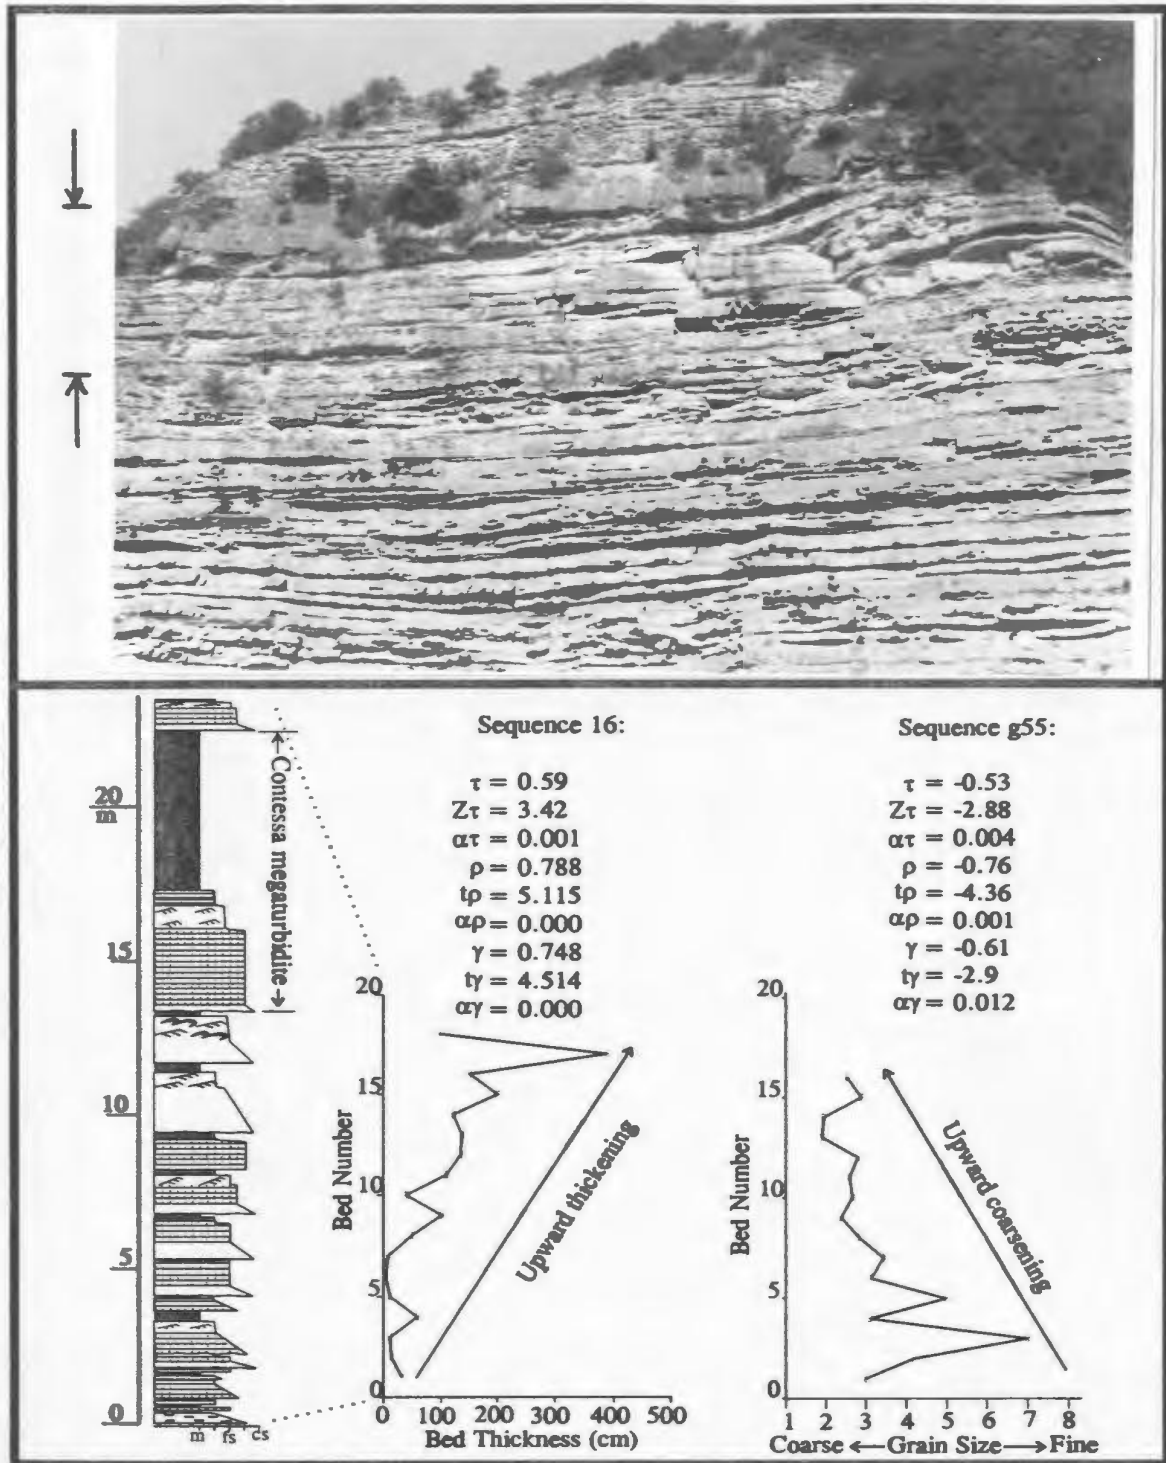 20
m
15
10
5
0
m fs cs
Contessa megaturbidite
Sequence 16:
τ = 0.59
Zτ = 3.42
ατ = 0.001
ρ = 0.788
tρ = 5.115
αρ = 0.000
γ = 0.748
tγ = 4.514
αγ = 0.000
20
15
10
5
0
Bed Number
Upward thickening
0 100 200 300 400 500
Bed Thickness (cm)
Sequence g55:
τ = -0.53
Zτ = -2.88
ατ = 0.004
ρ = -0.76
tρ = -4.36
αρ = 0.001
γ = -0.61
tγ = -2.9
αγ = 0.012
20
15
10
5
0
Bed Number
Upward coarsening
1 2 3 4 5 6 7 8
Coarse ←Grain Size→ Fine